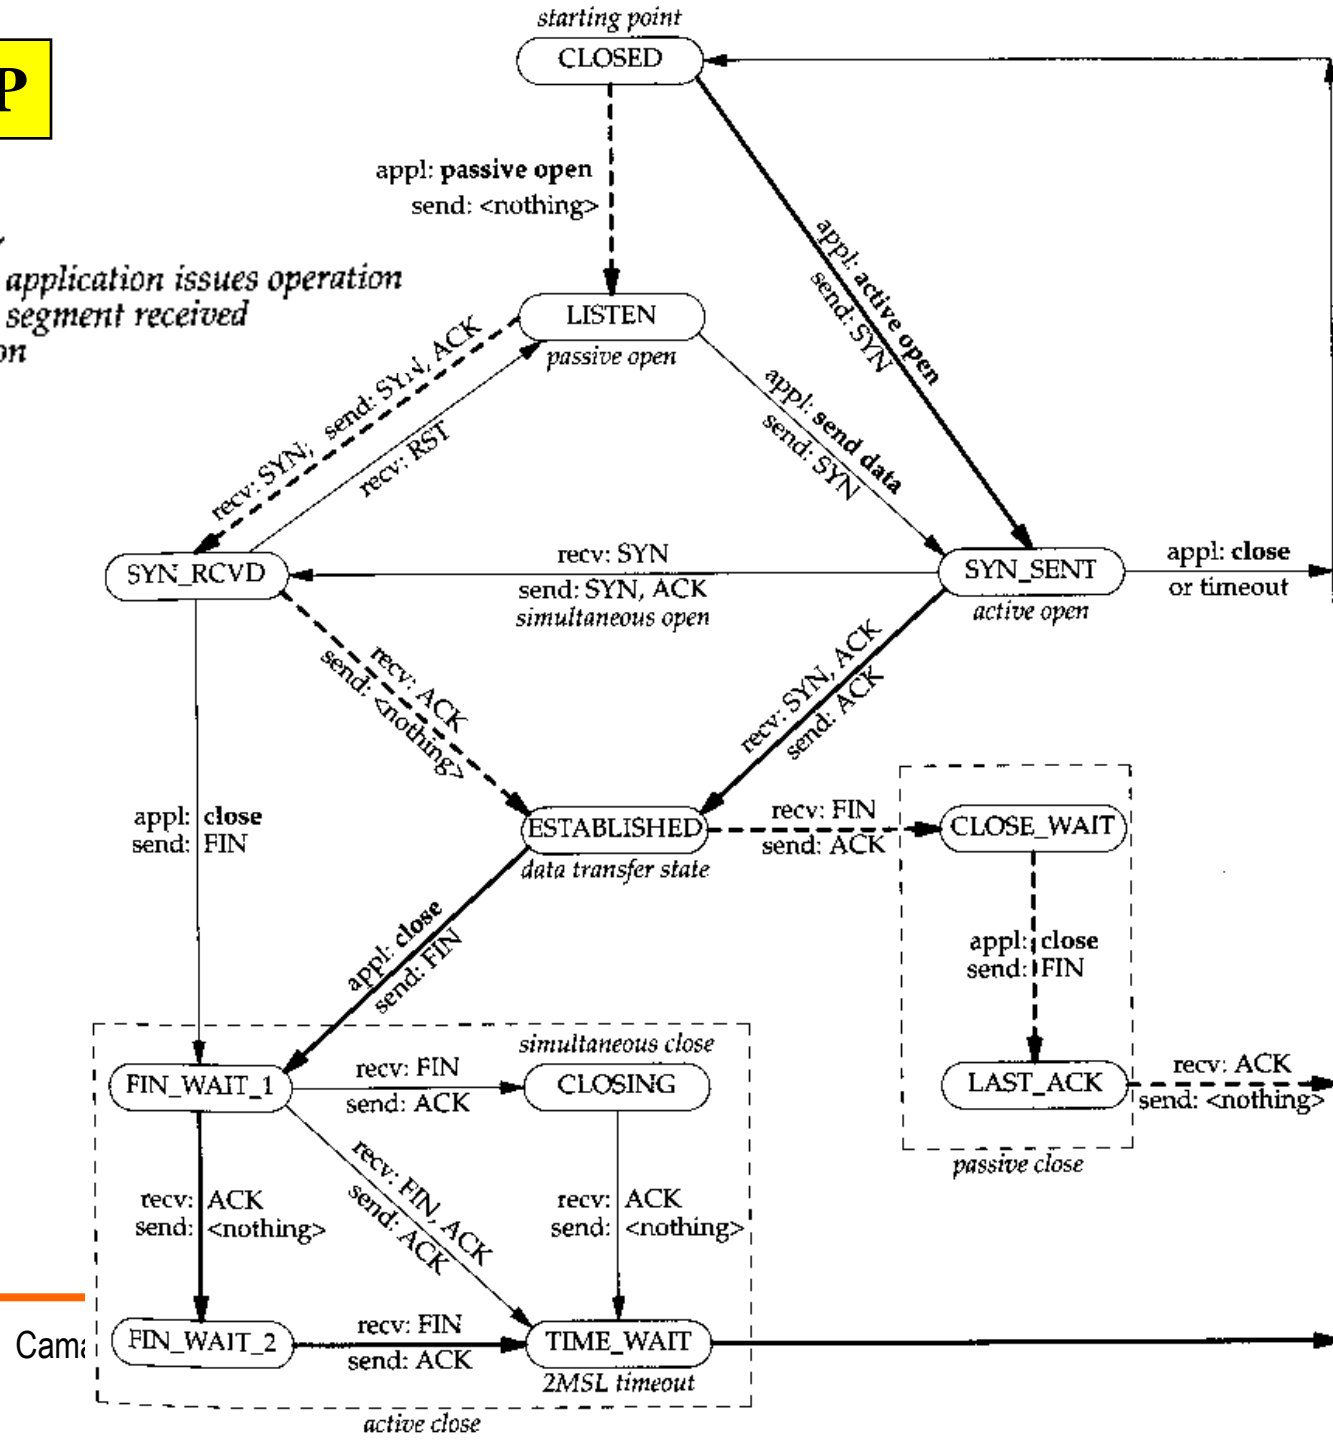 starting point
CLOSED
P
appl: passive open
send: <nothing>
appl: active open
send: SYN
application issues operation
segment received
on
LISTEN
passive open
recv: SYN; send: SYN, ACK
recv: RST
appl: send data
send: SYN
SYN_RCVD
recv: SYN
send: SYN, ACK
simultaneous open
SYN_SENT
active open
appl: close
or timeout
recv: ACK
send: <nothing>
recv: SYN, ACK
send: ACK
appl: close
send: FIN
ESTABLISHED
data transfer state
recv: FIN
send: ACK
CLOSE_WAIT
appl: close
send: FIN
appl: close
send: FIN
simultaneous close
FIN_WAIT_1
recv: FIN
send: ACK
CLOSING
LAST_ACK
recv: ACK
send: <nothing>
passive close
recv: ACK
send: <nothing>
recv: FIN, ACK
send: ACK
recv: ACK
send: <nothing>
Cama
FIN_WAIT_2
recv: FIN
send: ACK
TIME_WAIT
2MSL timeout
active close